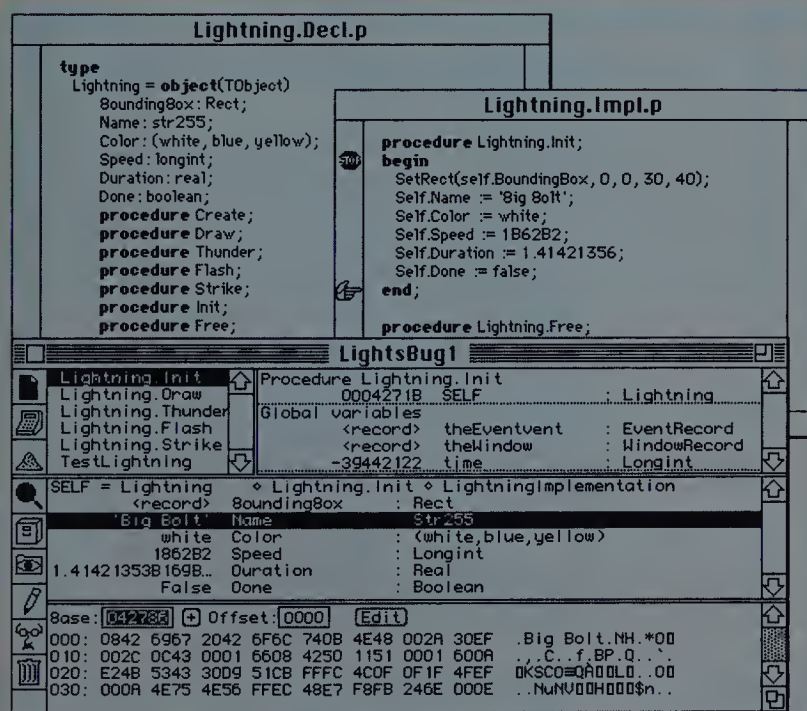 Lightning.Decl.p
type
Lightning = object(TObject)
8ounding8ox: Rect;
Name: str255;
Color: (white, blue, yellow);
Speed: longint;
Duration: real;
Done: boolean;
procedure Create;
procedure Draw;
procedure Thunder;
procedure Flash;
procedure Strike;
procedure Init;
procedure Free;
Lightning.Impl.p
procedure Lightning.Init;
STOP
begin
SetRect(self.BoundingBox, 0, 0, 30, 40);
Self.Name := 'Big Bolt';
Self.Color := white;
Self.Speed := 1862B2;
Self.Duration := 1.41421356;
Self.Done := false;
end;
procedure Lightning.Free;
LightsBug1
Lightning.Init
Lightning.Draw
Lightning.Thunder
Lightning.Flash
Lightning.Strike
TestLightning
Procedure Lightning.Init
0004271B SELF : Lightning
Global variables
<record> theEventvent : EventRecord
<record> theWindow : WindowRecord
-39442122 time : Longint
SELF = Lightning ◇ Lightning.Init ◇ LightningImplementation
<record> 8ounding8ox : Rect
'Big Bolt' Name Str255
white Color : (white,blue,yellow)
1862B2 Speed : Longint
1.41421353B169B… Duration : Real
False Done : Boolean
Base: Offset: 0000 Edit
000: 0842 6967 2042 6F6C 740B 4E48 002A 30EF .Big Bolt.NH.*▯▯
010: 002C 0C43 0001 6608 4250 1151 0001 600A .,.C..f.BP.Q..`.
020: E24B 5343 30D9 51CB FFFC 4C0F 0F1F 4FEF ▯KSC0≡QÀ▯▯L▯..O▯
030: 000A 4E75 4E56 FFEC 48E7 F8FB 246E 000E ..NuNV▯▯H▯▯▯$n..